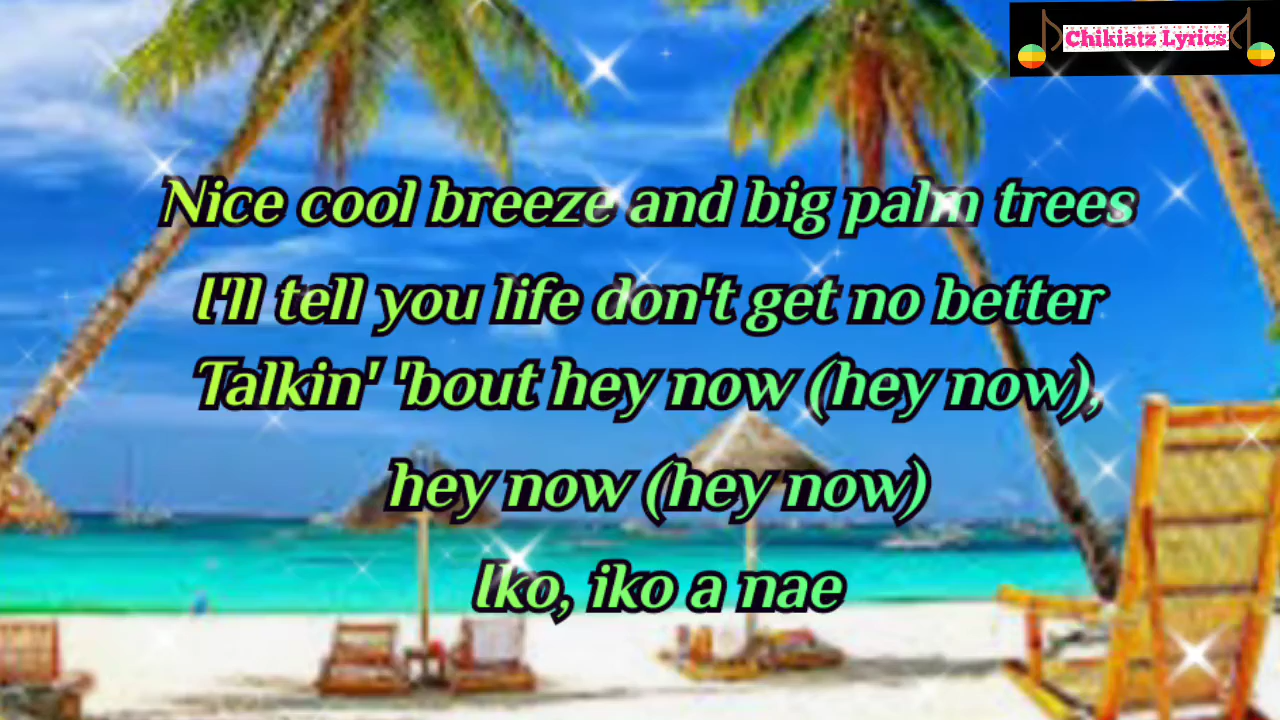 Chikiatz Lyrics
Nice cool breeze and big palm trees
I'll tell you life don't get no better
Talkin' 'bout hey now (hey now),
hey now (hey now)
Iko, iko a nae